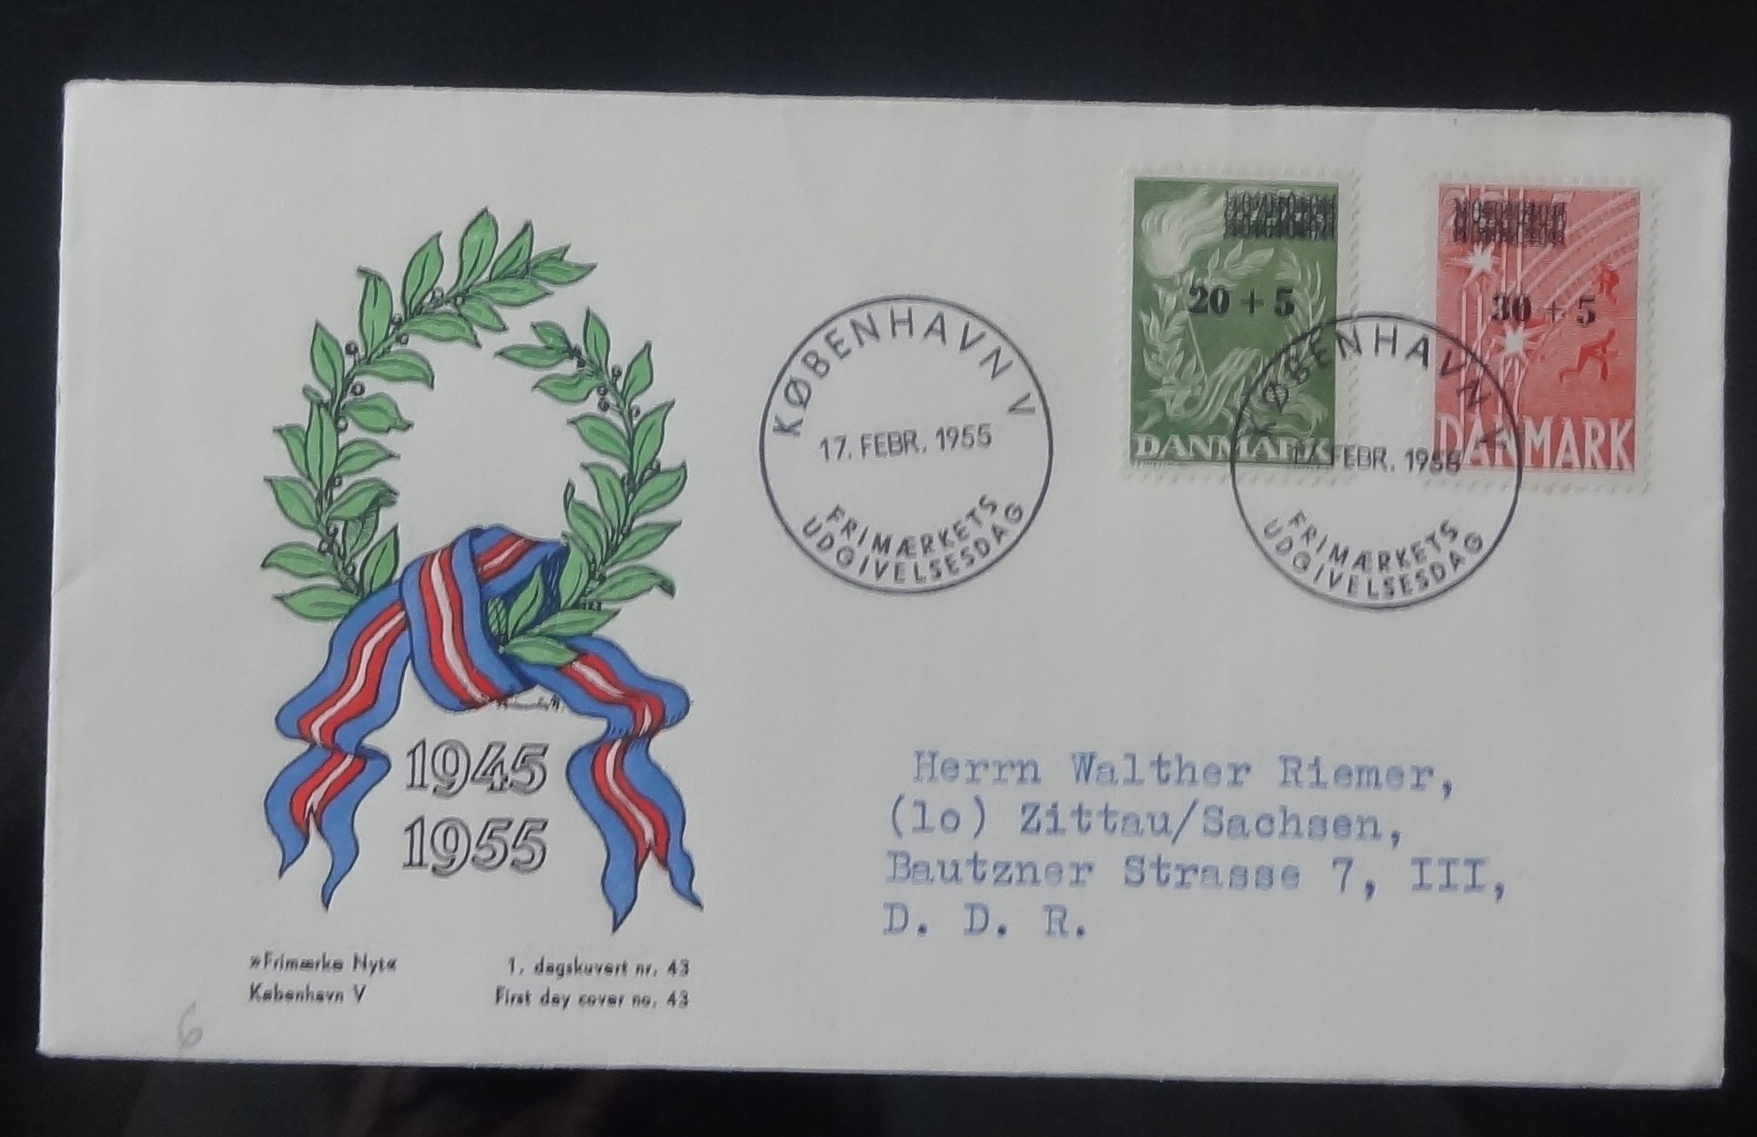 20 + 5
DANMARK
30 + 5
DANMARK
KØBENHAVN V
17. FEBR. 1955
FRIMÆRKETS
UDGIVELSESDAG
KØBENHAVN V
17. FEBR. 1955
FRIMÆRKETS
UDGIVELSESDAG
1945
1955
Herrn Walther Riemer,
(lo) Zittau/Sachsen,
Bautzner Strasse 7, III,
D. D. R.
»Frimærke Nyt«
København V
1. dagskuvert nr. 43
First day cover no. 43
6